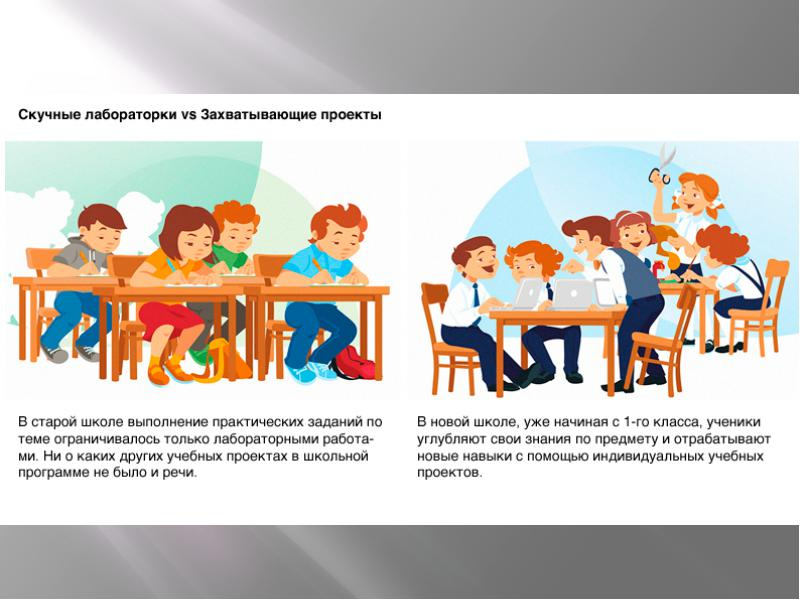 Скучные лабораторки vs Захватывающие проекты
В старой школе выполнение практических заданий по
теме ограничивалось только лабораторными работа-
ми. Ни о каких других учебных проектах в школьной
программе не было и речи.
В новой школе, уже начиная с 1-го класса, ученики
углубляют свои знания по предмету и отрабатывают
новые навыки с помощью индивидуальных учебных
проектов.